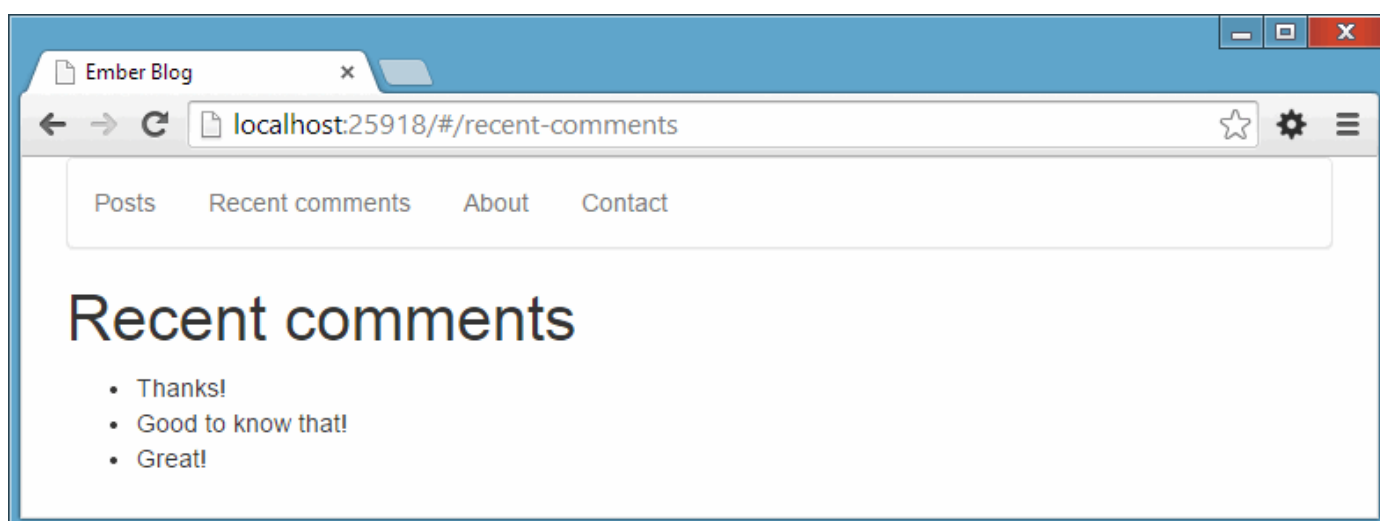 Ember Blog
localhost:25918/#/recent-comments
Posts Recent comments About Contact
Recent comments
Thanks!
Good to know that!
Great!